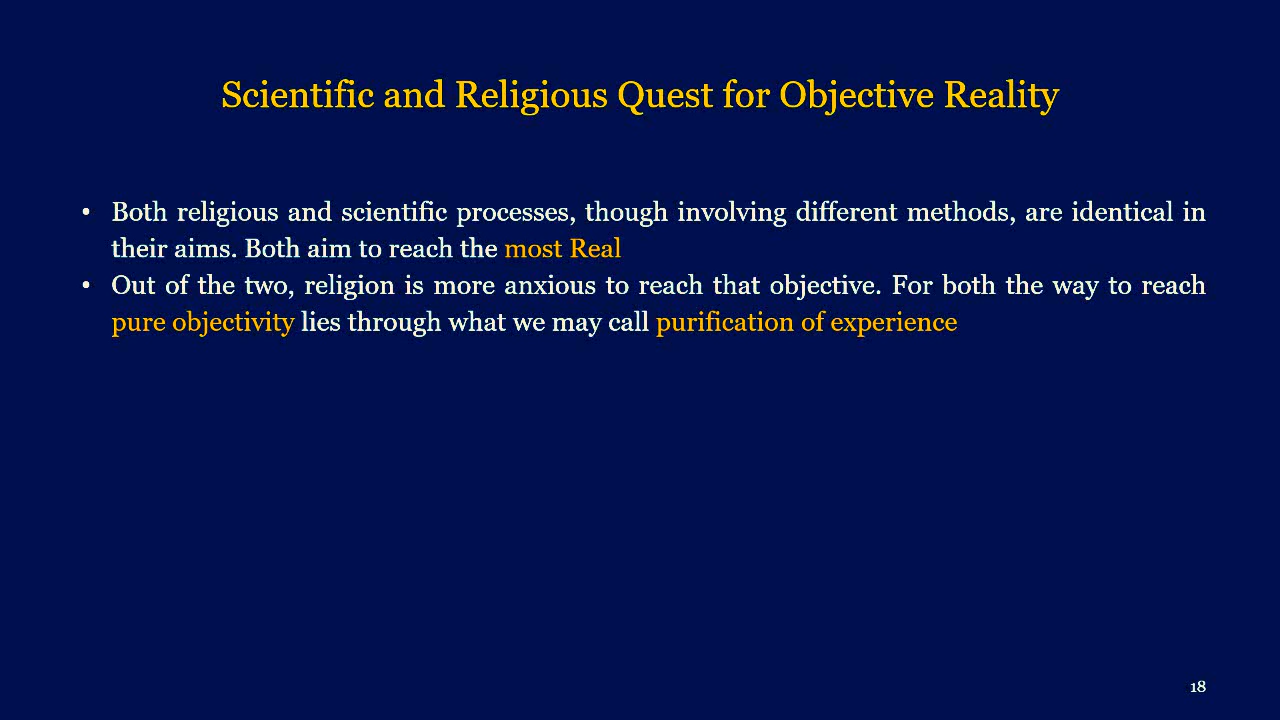 Scientific and Religious Quest for Objective Reality
• Both religious and scientific processes, though involving different methods, are identical in
their aims. Both aim to reach the most Real
• Out of the two, religion is more anxious to reach that objective. For both the way to reach
pure objectivity lies through what we may call purification of experience
18